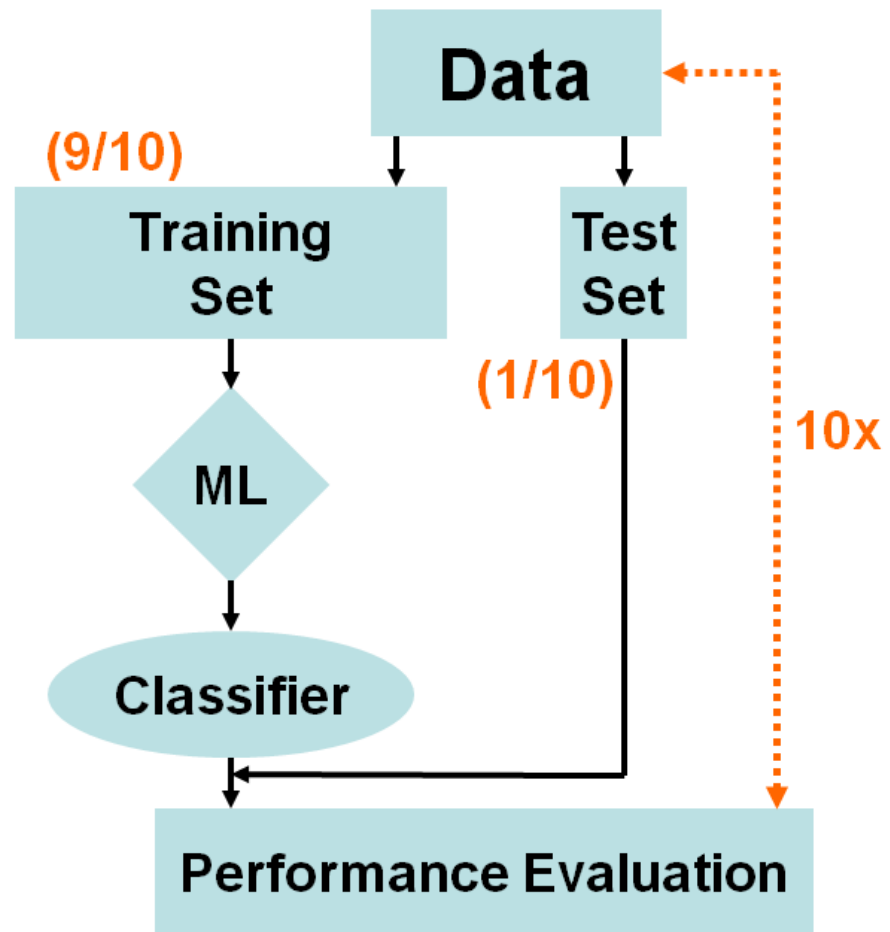 Data
(9/10)
Training
Set
Test
Set
(1/10)
10x
ML
Classifier
Performance Evaluation